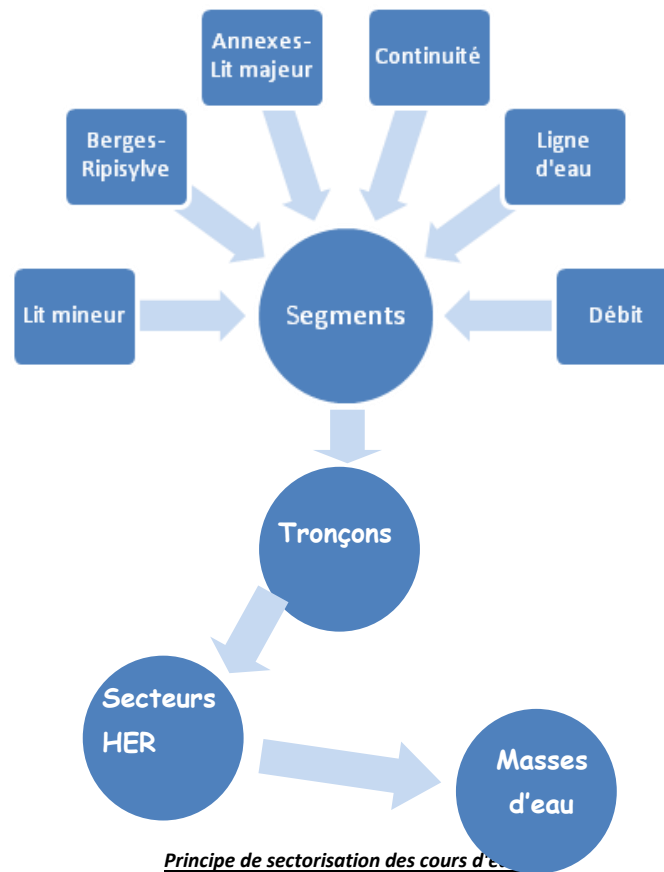 Annexes-
Lit majeur
Continuité
Berges-
Ripisylve
Ligne
d'eau
Lit mineur
Segments
Débit
Tronçons
Secteurs
HER
Masses
d'eau
Principe de sectorisation des cours